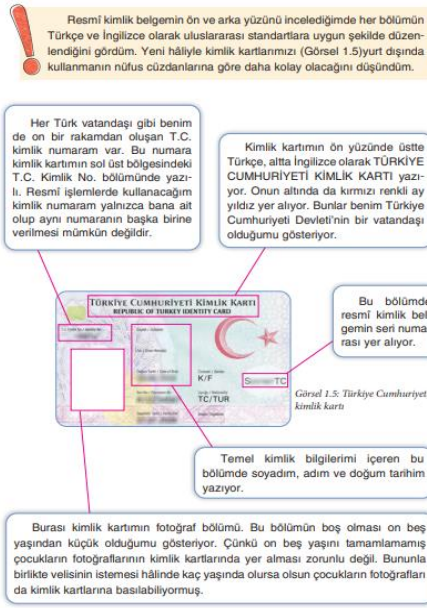 Resmî kimlik belgemin ön ve arka yüzünü incelediğimde her bölümün
Türkçe ve İngilizce olarak uluslararası standartlara uygun şekilde düzen-
lendiğini gördüm. Yeni hâliyle kimlik kartlarımızı (Görsel 1.5)yurt dışında
kullanmanın nüfus cüzdanlarına göre daha kolay olacağını düşündüm.
Her Türk vatandaşı gibi benim
de on bir rakamdan oluşan T.C.
kimlik numaram var. Bu numara
kimlik kartımın sol üst bölgesindeki
T.C. Kimlik No. bölümünde yazı-
lı. Resmî işlemlerde kullanacağım
kimlik numaram yalnızca bana ait
olup aynı numaranın başka birine
verilmesi mümkün değildir.
Kimlik kartımın ön yüzünde üstte
Türkçe, altta İngilizce olarak TÜRKİYE
CUMHURİYETİ KİMLİK KARTI yazı-
yor. Onun altında da kırmızı renkli ay
yıldız yer alıyor. Bunlar benim Türkiye
Cumhuriyeti Devleti'nin bir vatandaşı
olduğumu gösteriyor.
TÜRKİYE CUMHURİYETİ KİMLİK KARTI
REPUBLIC OF TURKEY IDENTITY CARD
K/F
TC/TUR
TC
Bu bölümde
resmî kimlik bel
gemin seri numa
rası yer alıyor.
Görsel 1.5: Türkiye Cumhuriyet
kimlik kartı
Temel kimlik bilgilerimi içeren bu
bölümde soyadım, adım ve doğum tarihim
yazıyor.
Burası kimlik kartımın fotoğraf bölümü. Bu bölümün boş olması on beş
yaşından küçük olduğumu gösteriyor. Çünkü on beş yaşını tamamlamamış
çocukların fotoğraflarının kimlik kartlarında yer alması zorunlu değil. Bununla
birlikte velisinin istemesi hâlinde kaç yaşında olursa olsun çocukların fotoğrafları
da kimlik kartlarına basılabiliyormuş.